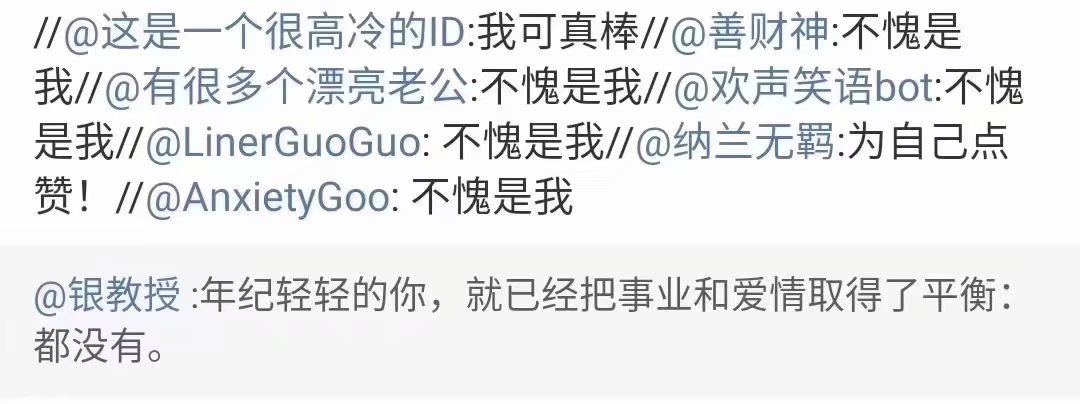 //@这是一个很高冷的ID:我可真棒//@善财神:不愧是
我//@有很多个漂亮老公:不愧是我//@欢声笑语bot:不愧
是我//@LinerGuoGuo: 不愧是我//@纳兰无羁:为自己点
赞！//@AnxietyGoo: 不愧是我
@银教授 :年纪轻轻的你，就已经把事业和爱情取得了平衡：
都没有。